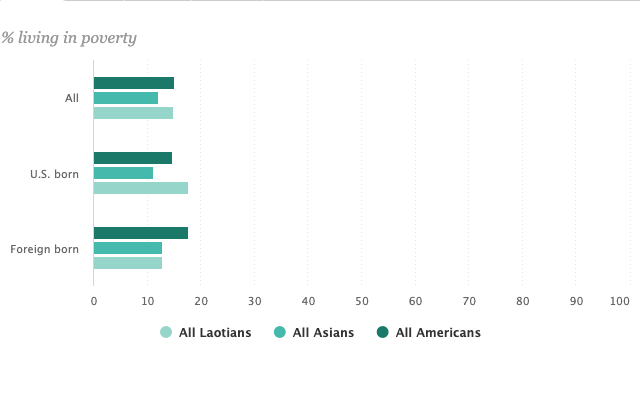 % living in poverty
All
U.S. born
Foreign born
0 10 20 30 40 50 60 70 80 90 100
All Laotians All Asians All Americans